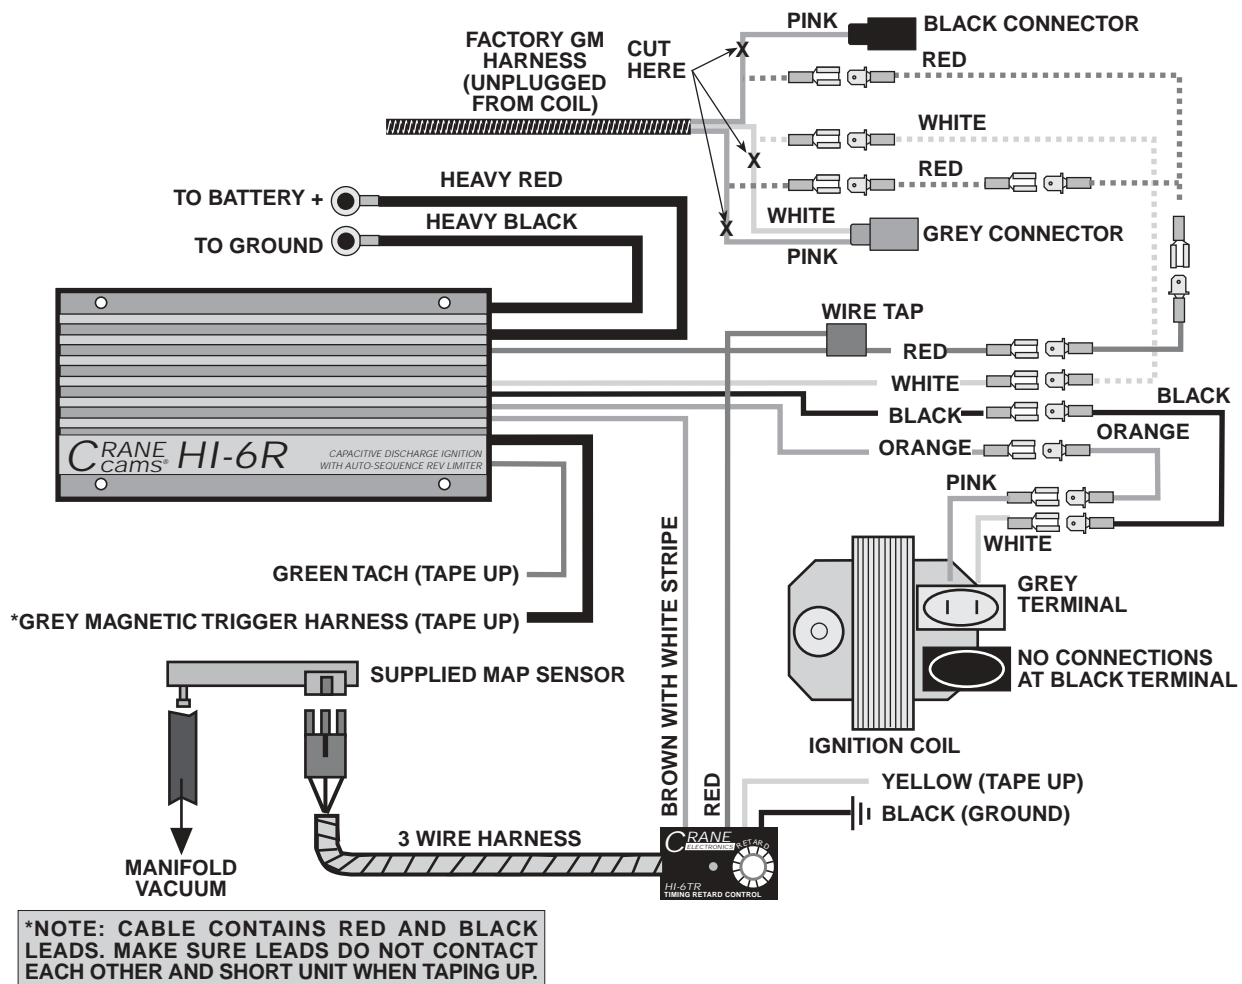 PINK
BLACK CONNECTOR
FACTORY GM
HARNESS
(UNPLUGGED
FROM COIL)
CUT
HERE
X
RED
WHITE
X
RED
HEAVY RED
TO BATTERY +
HEAVY BLACK
TO GROUND
WHITE
X
GREY CONNECTOR
PINK
WIRE TAP
RED
WHITE
BLACK
BLACK
ORANGE
ORANGE
CRANE
cams® HI-6R
CAPACITIVE DISCHARGE IGNITION
WITH AUTO-SEQUENCE REV LIMITER
PINK
WHITE
GREEN TACH (TAPE UP)
*GREY MAGNETIC TRIGGER HARNESS (TAPE UP)
GREY
TERMINAL
NO CONNECTIONS
AT BLACK TERMINAL
IGNITION COIL
SUPPLIED MAP SENSOR
BROWN WITH WHITE STRIPE
RED
YELLOW (TAPE UP)
BLACK (GROUND)
3 WIRE HARNESS
CRANE
ELECTRONICS
RETARD
HI-6TR
TIMING RETARD CONTROL
MANIFOLD
VACUUM
*NOTE: CABLE CONTAINS RED AND BLACK
LEADS. MAKE SURE LEADS DO NOT CONTACT
EACH OTHER AND SHORT UNIT WHEN TAPING UP.